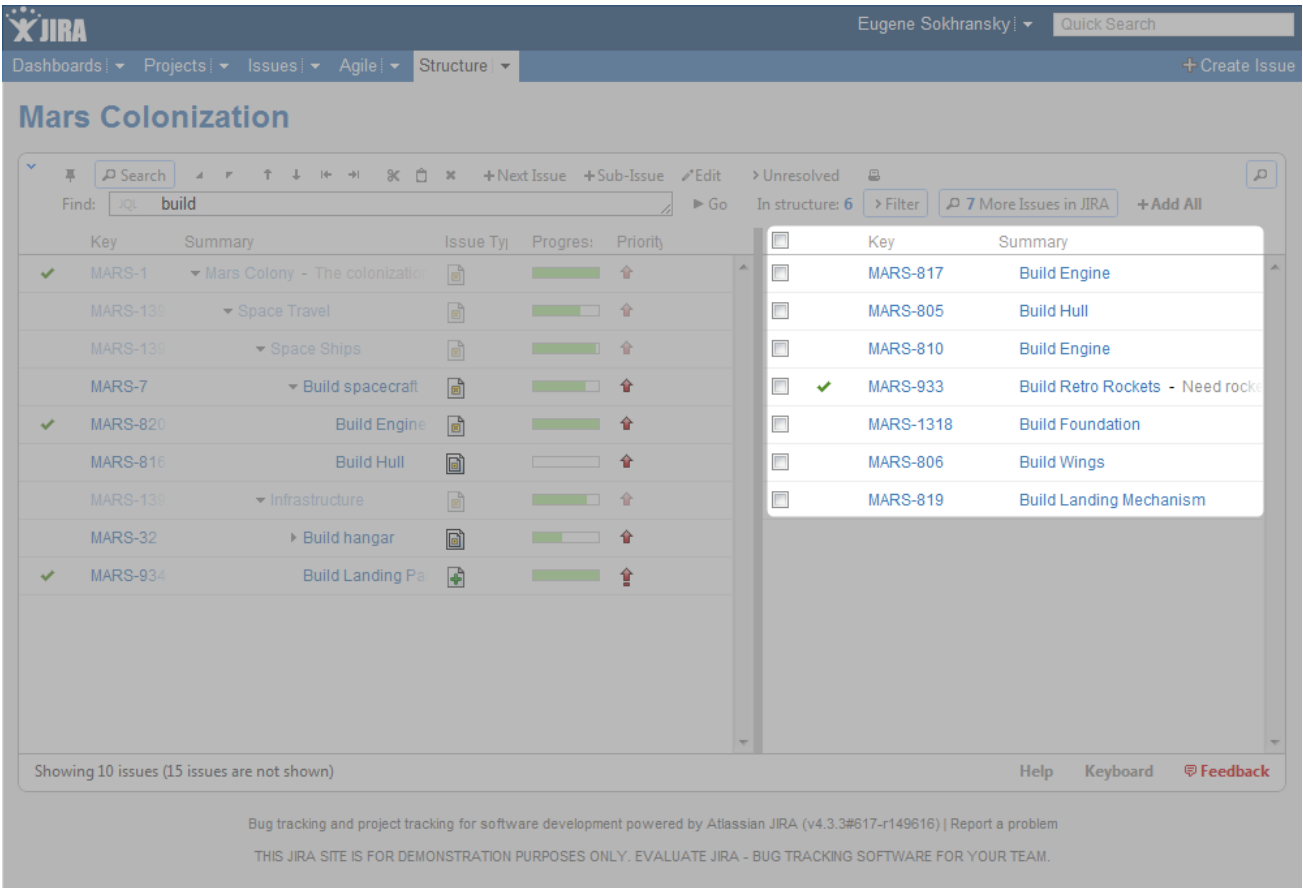 JIRA
Eugene Sokhransky Quick Search
Dashboards Projects Issues Agile Structure + Create Issue
Mars Colonization
Search + Next Issue + Sub-Issue Edit > Unresolved
Find: JQL build Go In structure: 6 > Filter 7 More Issues in JIRA + Add All
Key Summary Issue Ty Progres Priority Key Summary
MARS-1 Mars Colony - The colonization MARS-817 Build Engine
MARS-139 Space Travel MARS-805 Build Hull
MARS-139 Space Ships MARS-810 Build Engine
MARS-7 Build spacecraft MARS-933 Build Retro Rockets - Need rocke
MARS-820 Build Engine MARS-1318 Build Foundation
MARS-816 Build Hull MARS-806 Build Wings
MARS-139 Infrastructure MARS-819 Build Landing Mechanism
MARS-32 Build hangar
MARS-934 Build Landing Pa
Showing 10 issues (15 issues are not shown) Help Keyboard Feedback
Bug tracking and project tracking for software development powered by Atlassian JIRA (v4.3.3#617-r149616) | Report a problem
THIS JIRA SITE IS FOR DEMONSTRATION PURPOSES ONLY. EVALUATE JIRA - BUG TRACKING SOFTWARE FOR YOUR TEAM.